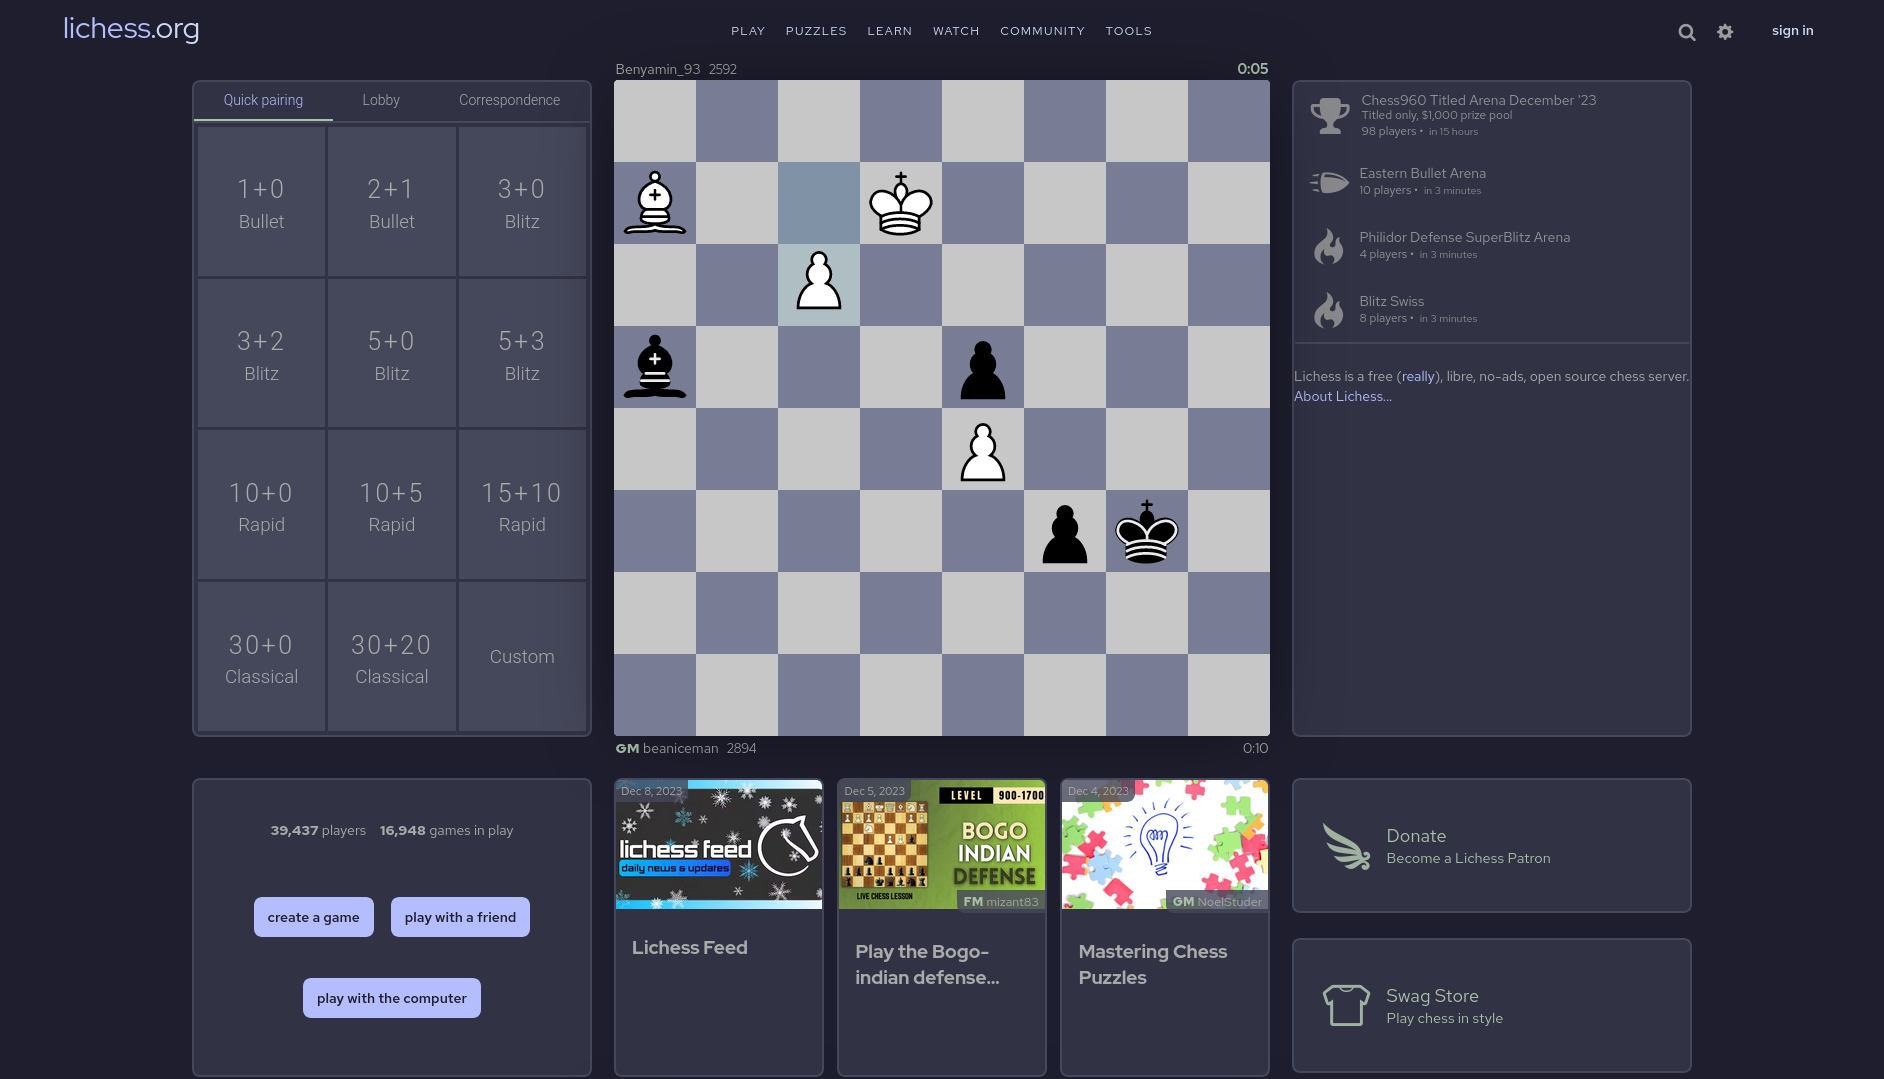 lichess.org
PLAY PUZZLES LEARN WATCH COMMUNITY TOOLS
sign in
Quick pairing Lobby Correspondence
1+0
Bullet
2+1
Bullet
3+0
Blitz
3+2
Blitz
5+0
Blitz
5+3
Blitz
10+0
Rapid
10+5
Rapid
15+10
Rapid
30+0
Classical
30+20
Classical
Custom
Benyamin_93 2592 0:05
GM beaniceman 2894 0:10
Chess960 Titled Arena December '23
Titled only, $1,000 prize pool
98 players • in 15 hours
Eastern Bullet Arena
10 players • in 3 minutes
Philidor Defense SuperBlitz Arena
4 players • in 3 minutes
Blitz Swiss
8 players • in 3 minutes
Lichess is a free (really), libre, no-ads, open source chess server.
About Lichess...
39,437 players 16,948 games in play
create a game play with a friend
play with the computer
Dec 8, 2023
lichess feed
daily news & updates
Lichess Feed
Dec 5, 2023
LEVEL 900-1700
BOGO
INDIAN
DEFENSE
LIVE CHESS LESSON
FM mizant83
Play the Bogo-
indian defense...
Dec 4, 2023
GM NoelStuder
Mastering Chess
Puzzles
Donate
Become a Lichess Patron
Swag Store
Play chess in style